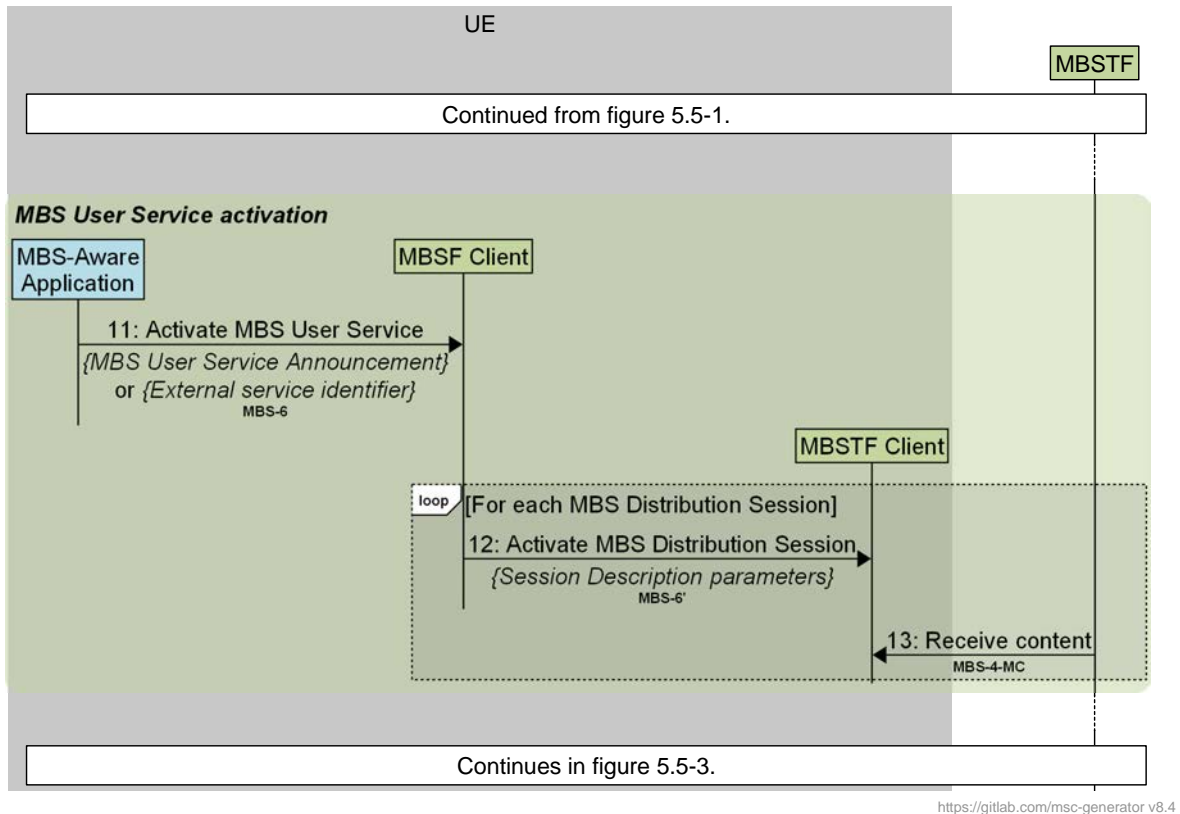 UE
MBSTF
Continued from figure 5.5-1.
MBS User Service activation
MBS-Aware
Application
MBSF Client
11: Activate MBS User Service
{MBS User Service Announcement}
or {External service identifier}
MBS-6
MBSTF Client
loop
[For each MBS Distribution Session]
12: Activate MBS Distribution Session
{Session Description parameters}
MBS-6'
13: Receive content
MBS-4-MC
Continues in figure 5.5-3.
https://gitlab.com/msc-generator v8.4